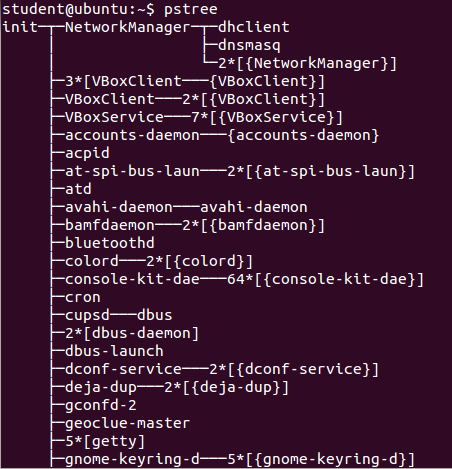 student@ubuntu:~$ pstree
init─┬─NetworkManager─┬─dhclient
     │                ├─dnsmasq
     │                └─2*[{NetworkManager}]
     ├─3*[VBoxClient───{VBoxClient}]
     ├─VBoxClient───2*[{VBoxClient}]
     ├─VBoxService───7*[{VBoxService}]
     ├─accounts-daemon───{accounts-daemon}
     ├─acpid
     ├─at-spi-bus-laun───2*[{at-spi-bus-laun}]
     ├─atd
     ├─avahi-daemon───avahi-daemon
     ├─bamfdaemon───2*[{bamfdaemon}]
     ├─bluetoothd
     ├─colord───2*[{colord}]
     ├─console-kit-dae───64*[{console-kit-dae}]
     ├─cron
     ├─cupsd───dbus
     ├─2*[dbus-daemon]
     ├─dbus-launch
     ├─dconf-service───2*[{dconf-service}]
     ├─deja-dup───2*[{deja-dup}]
     ├─gconfd-2
     ├─geoclue-master
     ├─5*[getty]
     ├─gnome-keyring-d───5*[{gnome-keyring-d}]